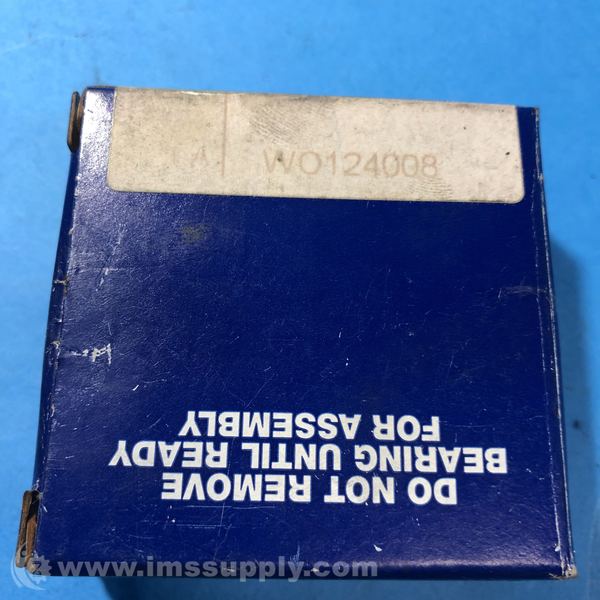 A WO124008
DO NOT REMOVE
BEARING UNTIL READY
FOR ASSEMBLY
www.imssupply.com